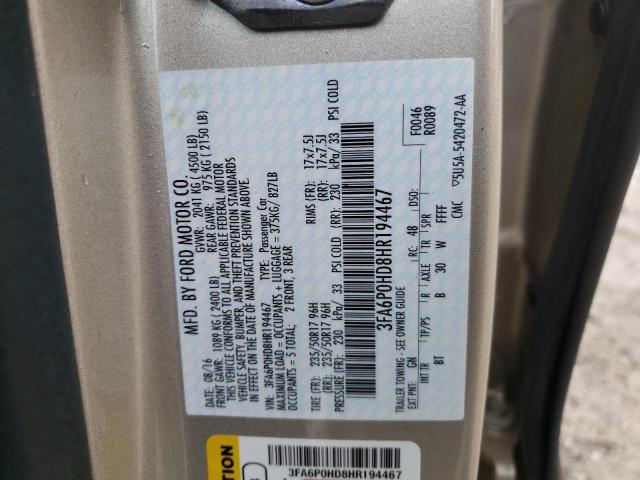 MFD. BY FORD MOTOR CO.
DATE: 08/16 GVWR: 2041 KG ( 4500 LB)
FRONT GAWR: 1089 KG ( 2400 LB) REAR GAWR: 975 KG ( 2150 LB)
THIS VEHICLE CONFORMS TO ALL APPLICABLE FEDERAL MOTOR
VEHICLE SAFETY, BUMPER, AND THEFT PREVENTION STANDARDS
IN EFFECT ON THE DATE OF MANUFACTURE SHOWN ABOVE.
VIN: 3FA6P0HD8HR194467 TYPE: Passenger Car
MAXIMUM LOAD = OCCUPANTS + LUGGAGE = 375KG/ 827LB
OCCUPANTS = 5 TOTAL: 2 FRONT, 3 REAR
TIRE (FR): 235/50R17 96H RIMS (FR): 17x7.5J
(RR): 235/50R17 96H (RR): 17x7.5J
PRESSURE (FR): 230 kPa/ 33 PSI COLD (RR): 230 kPa/ 33 PSI COLD
3FA6P0HD8HR194467
F0046
R0089
TRAILER TOWING - SEE OWNER GUIDE
EXT PNT: GN RC: 48 DSO:
INT TR TP/PS R AXLE TR SPR
BT B 30 W FFFF
CMC
5U5A-5420472-AA
3FA6P0HD8HR194467